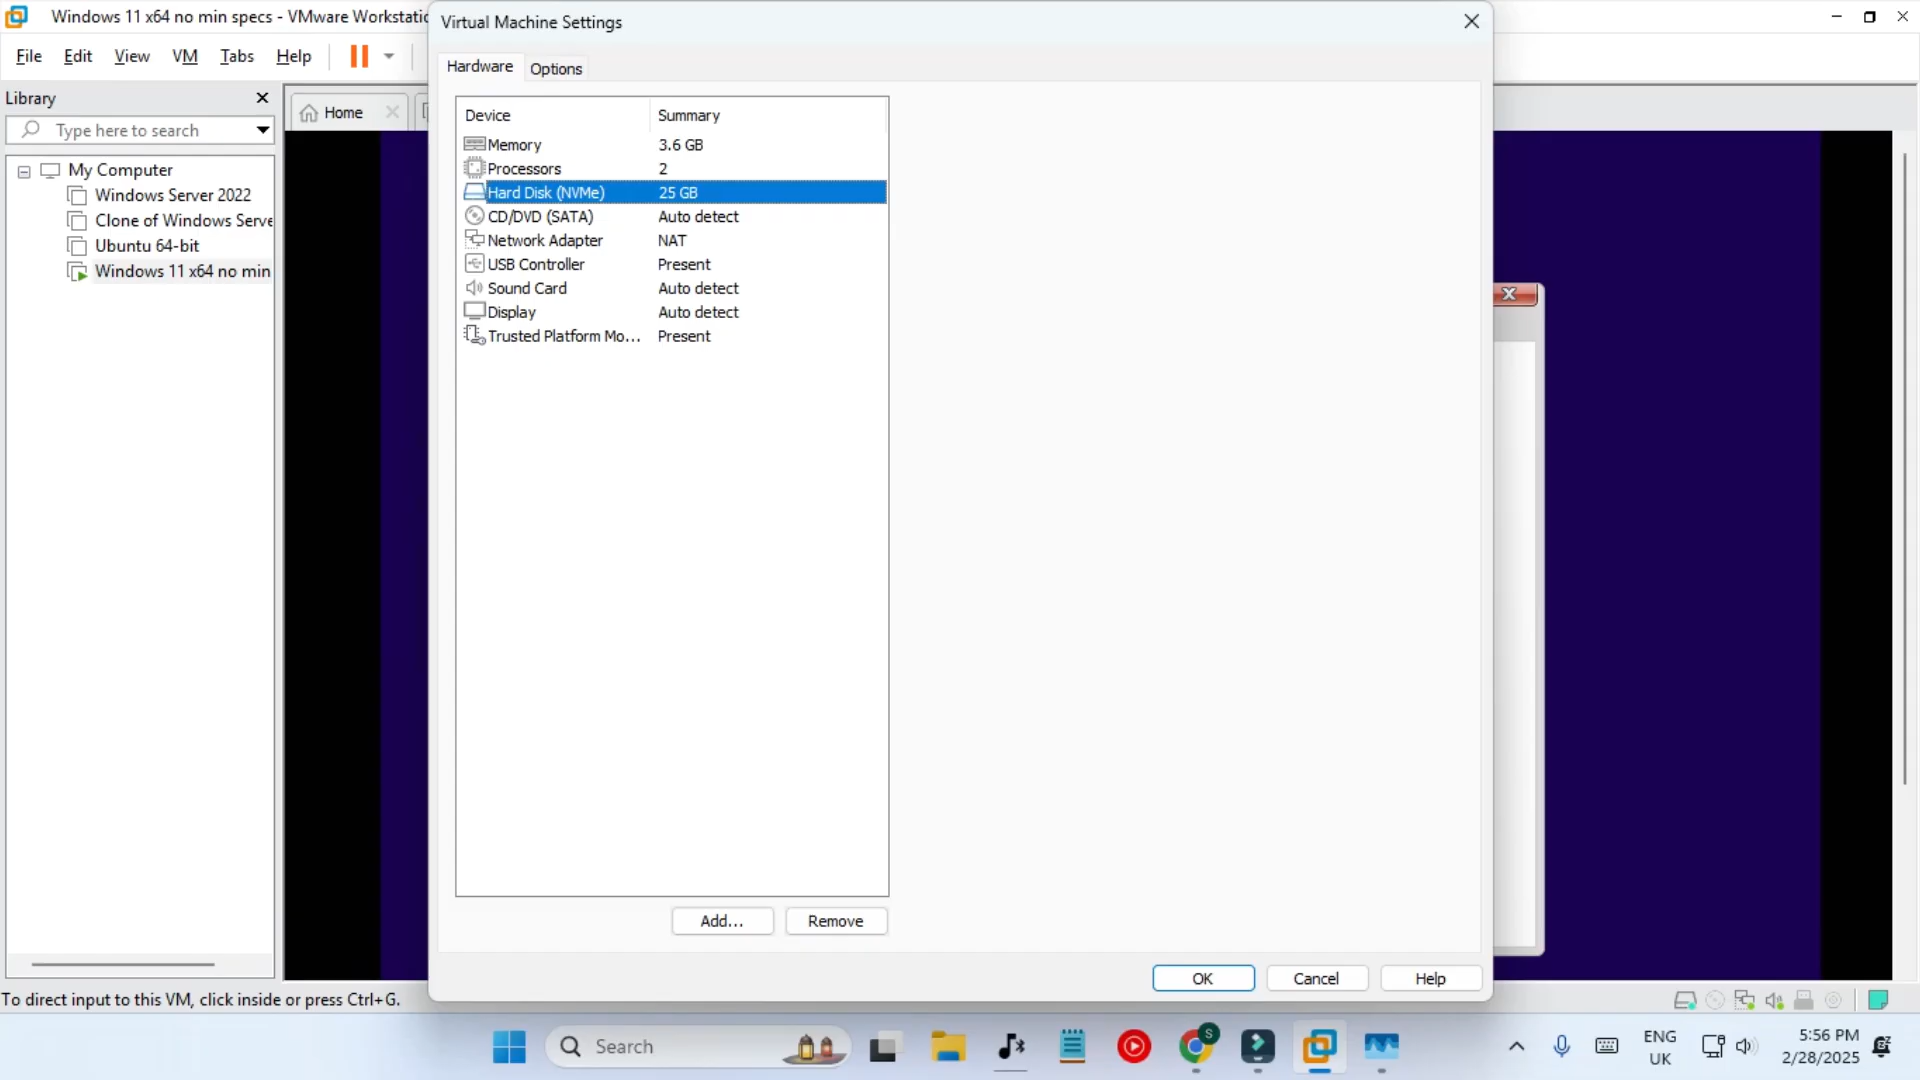 Windows 11 x64 no min specs - VMware Workstatio
File Edit View VM Tabs Help
Library
Type here to search
My Computer
Windows Server 2022
Clone of Windows Serve
Ubuntu 64-bit
Windows 11 x64 no min
Home
Virtual Machine Settings
Hardware Options
Device Summary
Memory 3.6 GB
Processors 2
Hard Disk (NVMe) 25 GB
CD/DVD (SATA) Auto detect
Network Adapter NAT
USB Controller Present
Sound Card Auto detect
Display Auto detect
Trusted Platform Mo... Present
Add... Remove
OK Cancel Help
To direct input to this VM, click inside or press Ctrl+G.
Search
S
ENG
UK
5:56 PM
2/28/2025